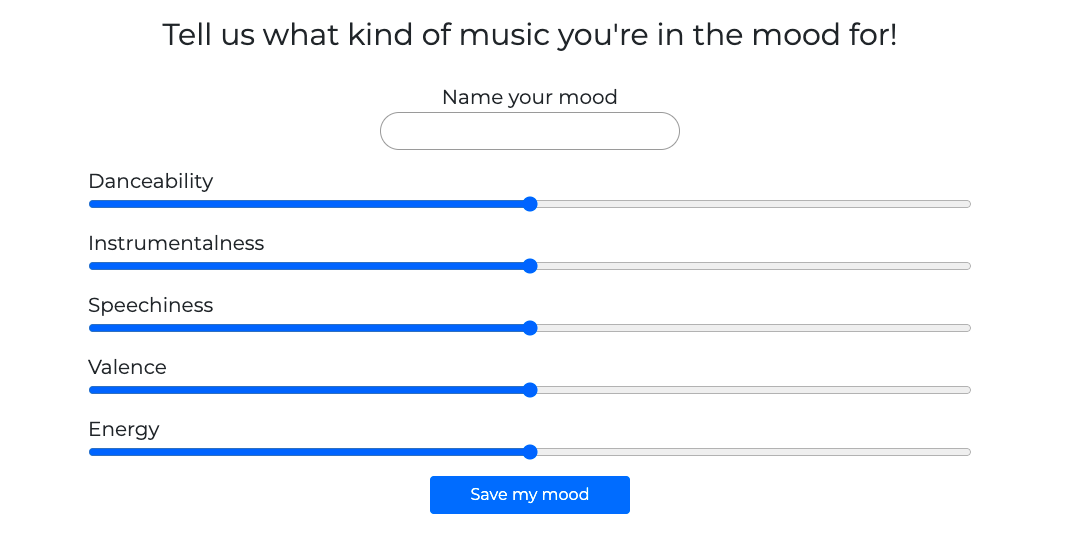 Tell us what kind of music you're in the mood for!
Name your mood
Danceability
Instrumentalness
Speechiness
Valence
Energy
Save my mood